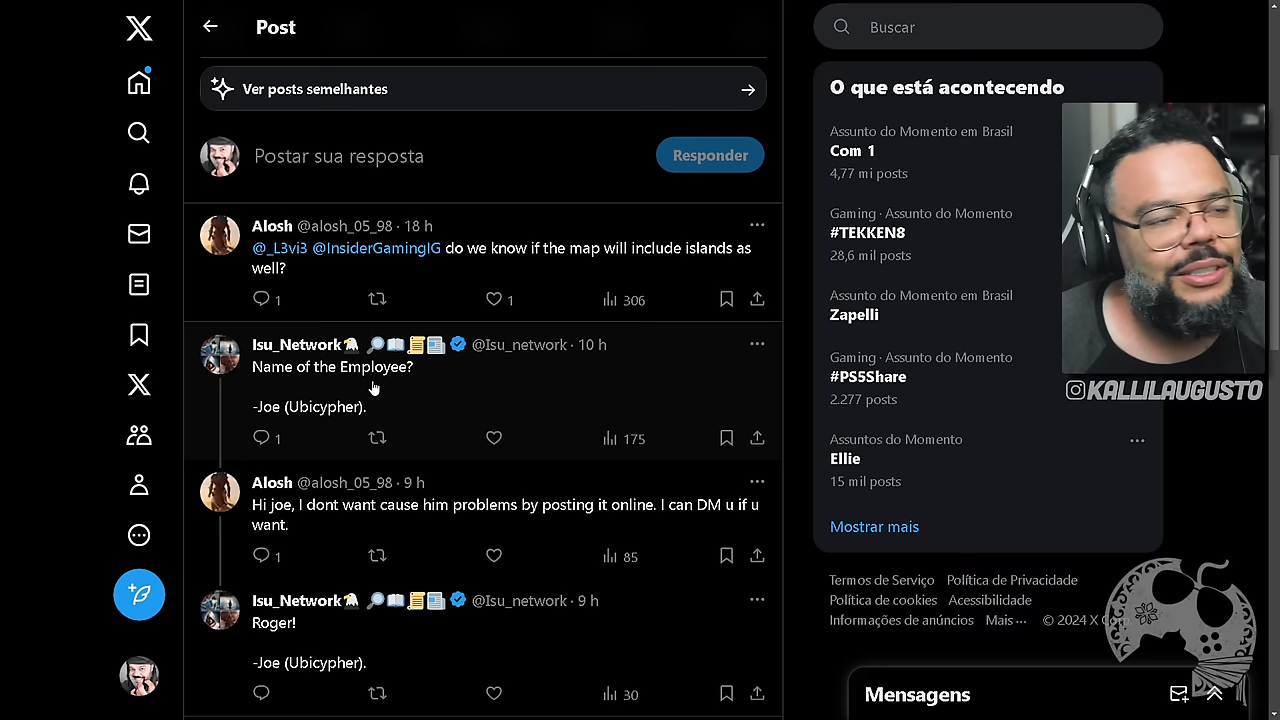 Post
Ver posts semelhantes
Postar sua resposta
Responder
Alosh @alosh_05_98 · 18 h
@_L3vi3 @InsiderGamingIG do we know if the map will include islands as
well?
1
1
306
Isu_Network @Isu_network · 10 h
Name of the Employee?
-Joe (Ubicypher).
1
175
Alosh @alosh_05_98 · 9 h
Hi joe, I dont want cause him problems by posting it online. I can DM u if u
want.
1
85
Isu_Network @Isu_network · 9 h
Roger!
-Joe (Ubicypher).
30
Buscar
O que está acontecendo
Assunto do Momento em Brasil
Com 1
4,77 mi posts
Gaming · Assunto do Momento
#TEKKEN8
28,6 mil posts
Assunto do Momento em Brasil
Zapelli
Gaming · Assunto do Momento
#PS5Share
2.277 posts
Assuntos do Momento
Ellie
15 mil posts
Mostrar mais
KALLILAUGUSTO
Termos de Serviço Política de Privacidade
Política de cookies Acessibilidade
Informações de anúncios Mais ··· © 2024 X Corp.
Mensagens